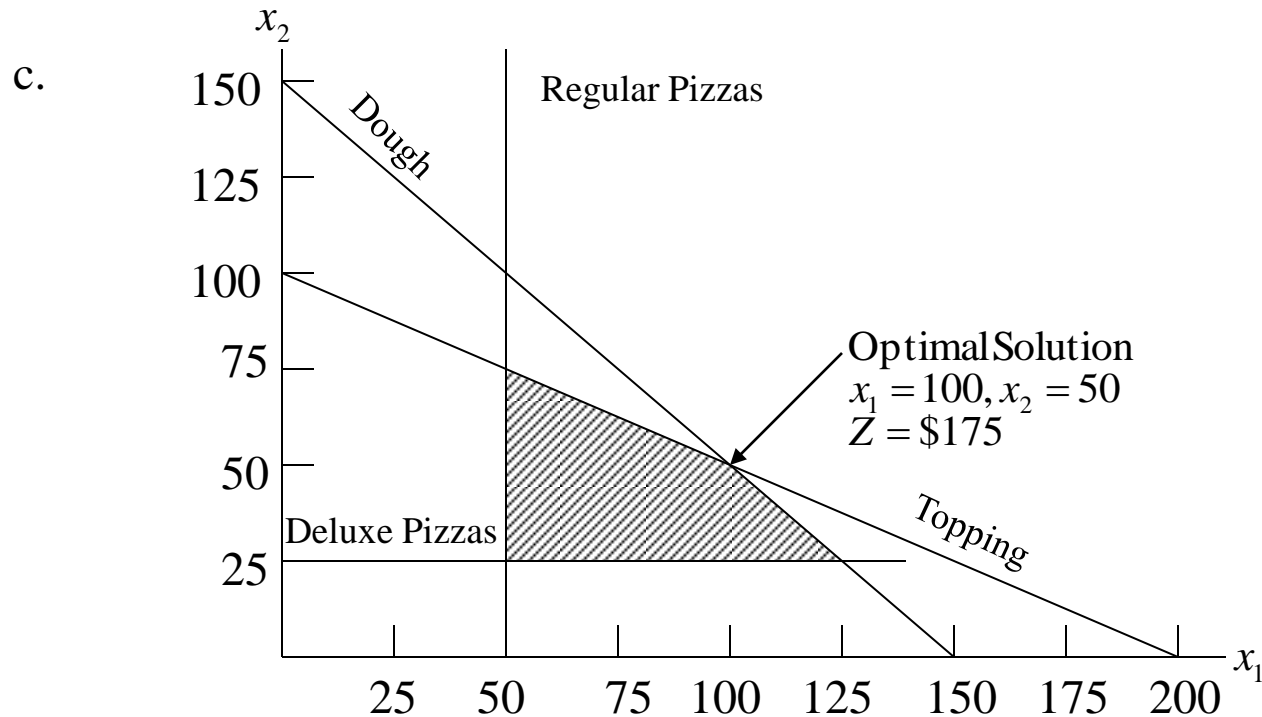 x₂
c.
150
Regular Pizzas
Dough
125
100
75
Optimal Solution
x₁ = 100, x₂ = 50
Z = $175
50
Topping
Deluxe Pizzas
25
x₁
25 50 75 100 125 150 175 200